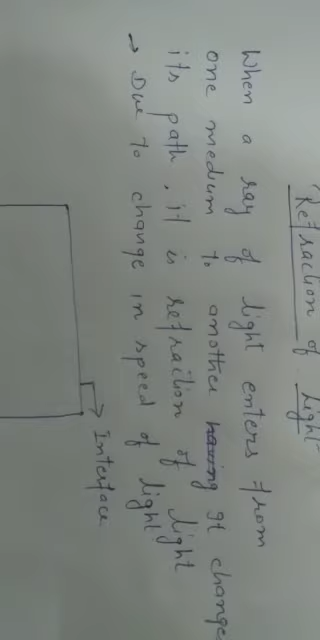 Refraction of Light
When a ray of light enters from
one medium to another having It change
its path, it is refraction of light
→ Due to change in speed of light
Interface